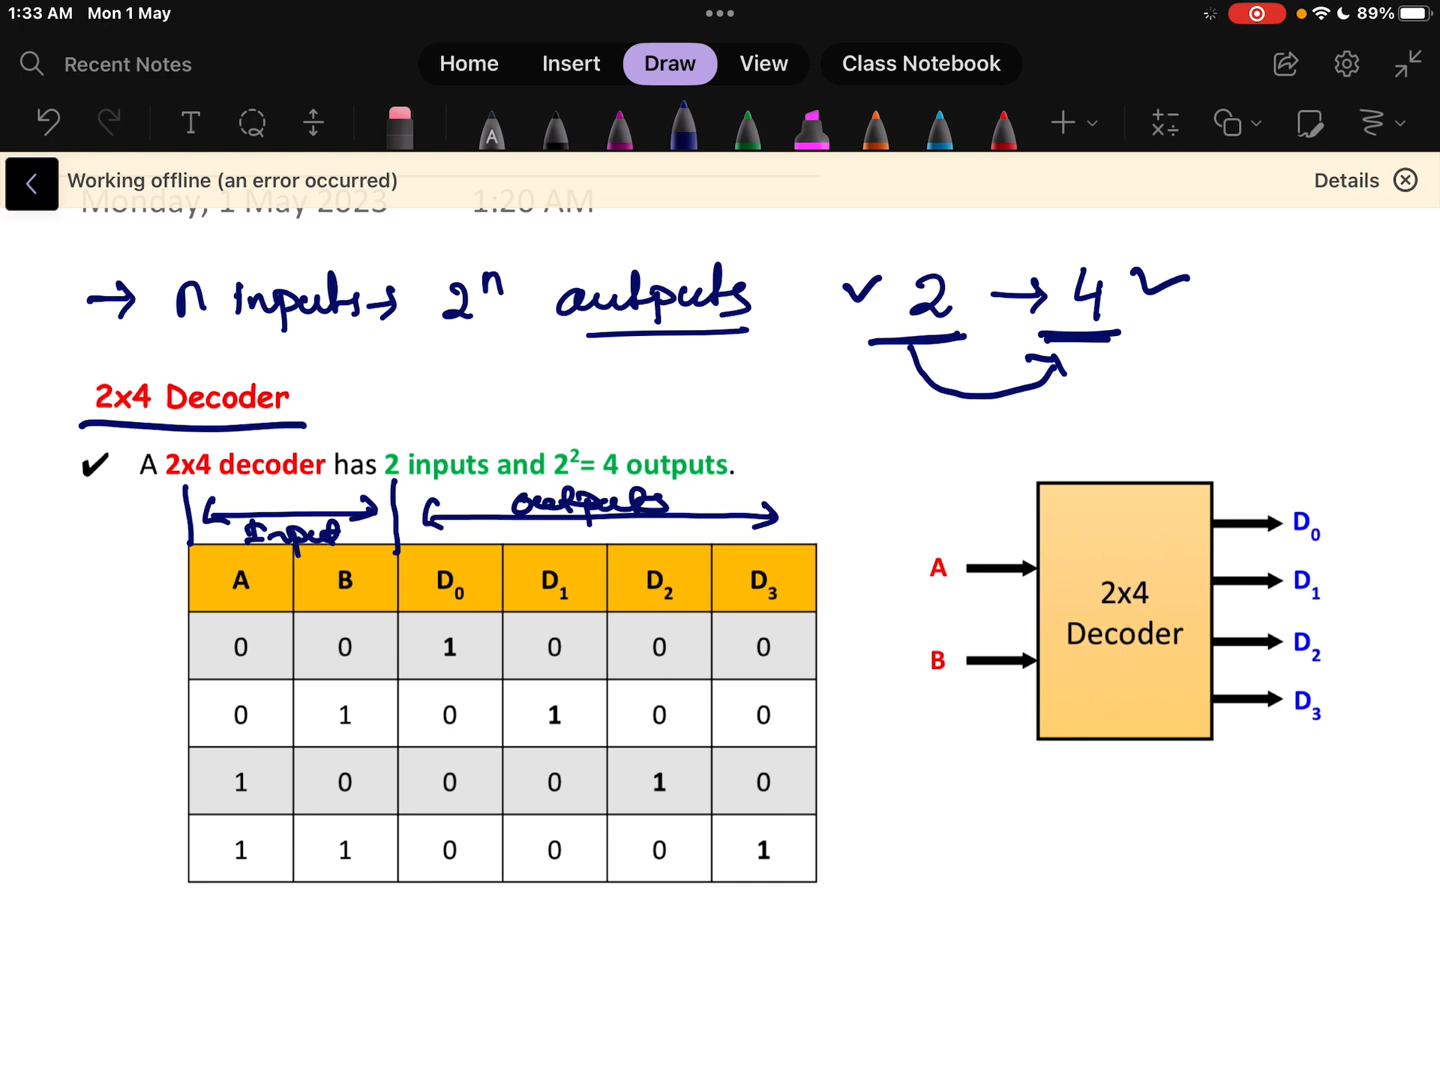 1:33 AM Mon 1 May
89%
Recent Notes
Home Insert Draw View Class Notebook
T A
Working offline (an error occurred) Details
Monday, 1 May 2023 1:20 AM
→ n inputs → 2ⁿ outputs ✓ 2 → 4 ✓
2x4 Decoder
✔ A 2x4 decoder has 2 inputs and 2²= 4 outputs.
Input outputs
A B D₀ D₁ D₂ D₃
0 0 1 0 0 0
0 1 0 1 0 0
1 0 0 0 1 0
1 1 0 0 0 1
A
B
2x4
Decoder
D₀
D₁
D₂
D₃